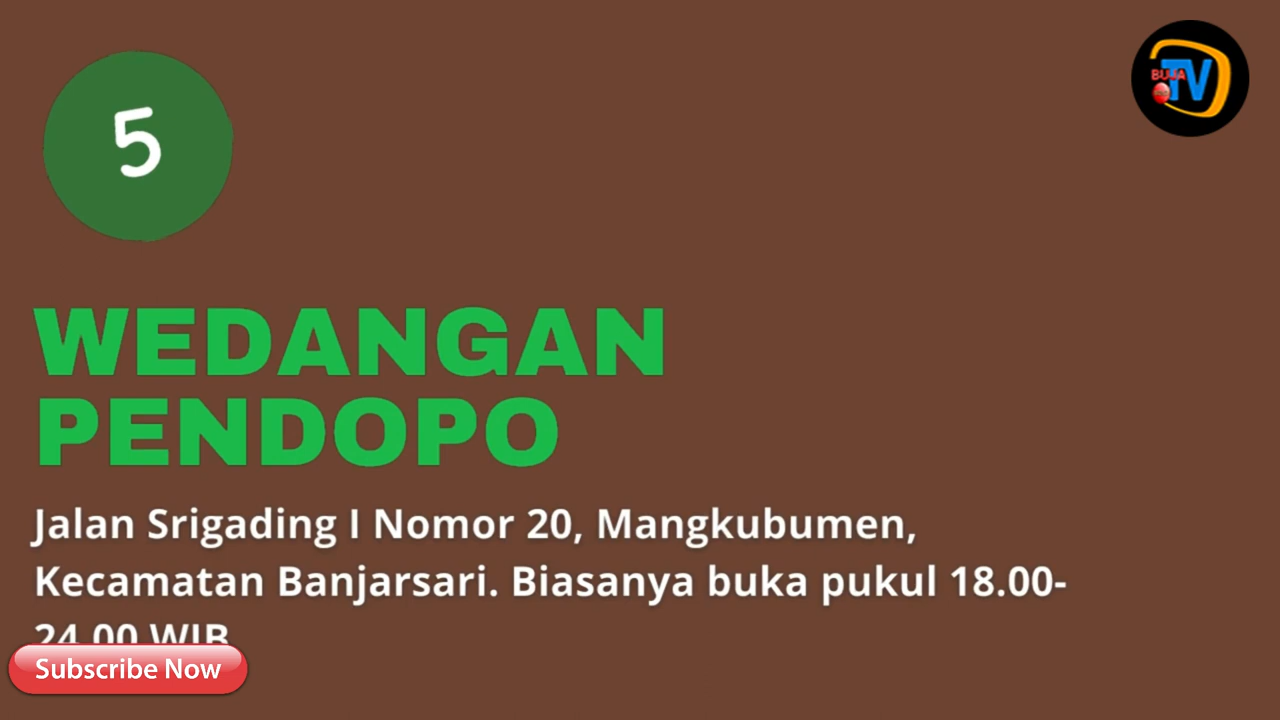 5
BUKA
TV
WEDANGAN
PENDOPO
Jalan Srigading I Nomor 20, Mangkubumen,
Kecamatan Banjarsari. Biasanya buka pukul 18.00-
24.00 WIB
Subscribe Now